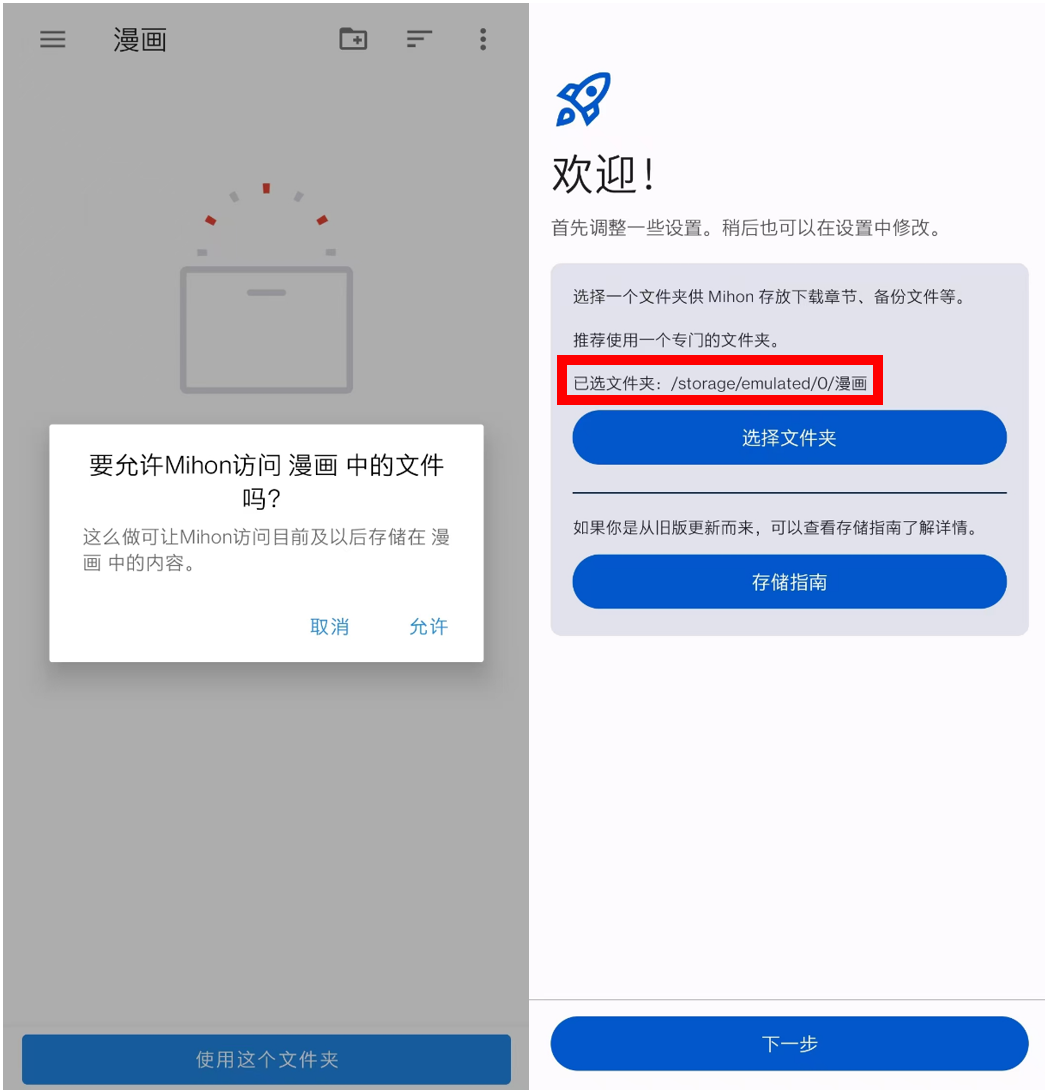 漫画
要允许Mihon访问 漫画 中的文件
吗?
这么做可让Mihon访问目前及以后存储在 漫
画 中的内容。
取消 允许
使用这个文件夹
欢迎!
首先调整一些设置。稍后也可以在设置中修改。
选择一个文件夹供 Mihon 存放下载章节、备份文件等。
推荐使用一个专门的文件夹。
已选文件夹：/storage/emulated/0/漫画
选择文件夹
如果你是从旧版更新而来，可以查看存储指南了解详情。
存储指南
下一步